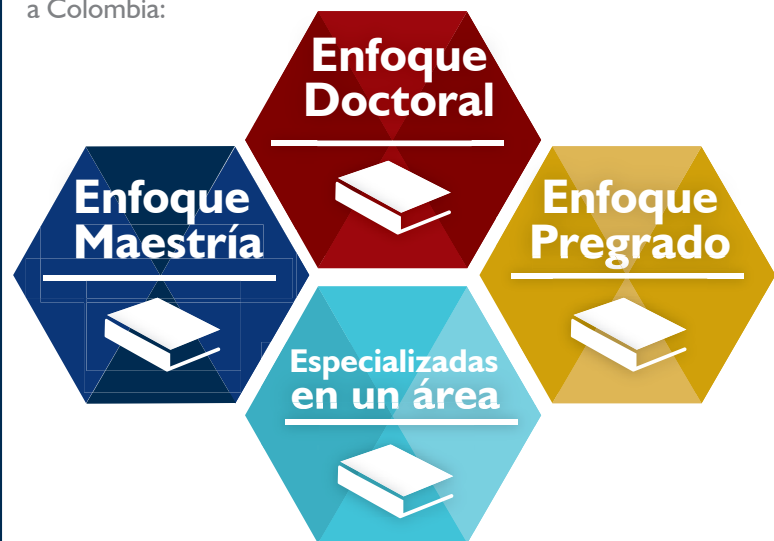 a Colombia:
Enfoque
Doctoral
Enfoque
Maestría
Enfoque
Pregrado
Especializadas
en un área